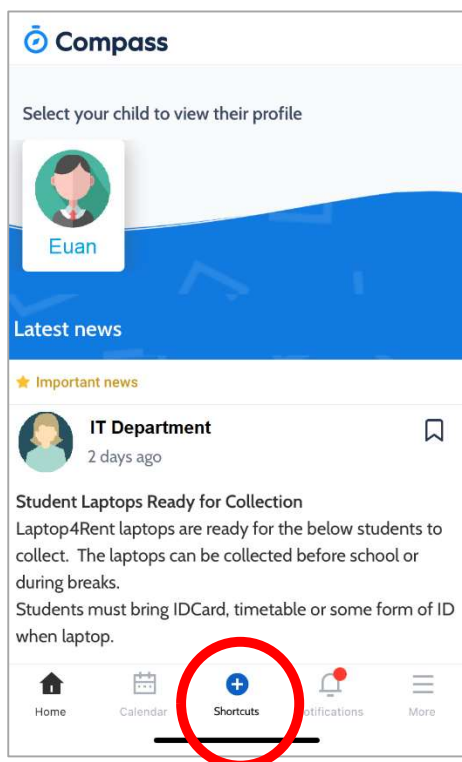 Compass
Select your child to view their profile
Euan
Latest news
Important news
IT Department
2 days ago
Student Laptops Ready for Collection
Laptop4Rent laptops are ready for the below students to
collect. The laptops can be collected before school or
during breaks.
Students must bring IDCard, timetable or some form of ID
when laptop.
Home Calendar Shortcuts otifications More